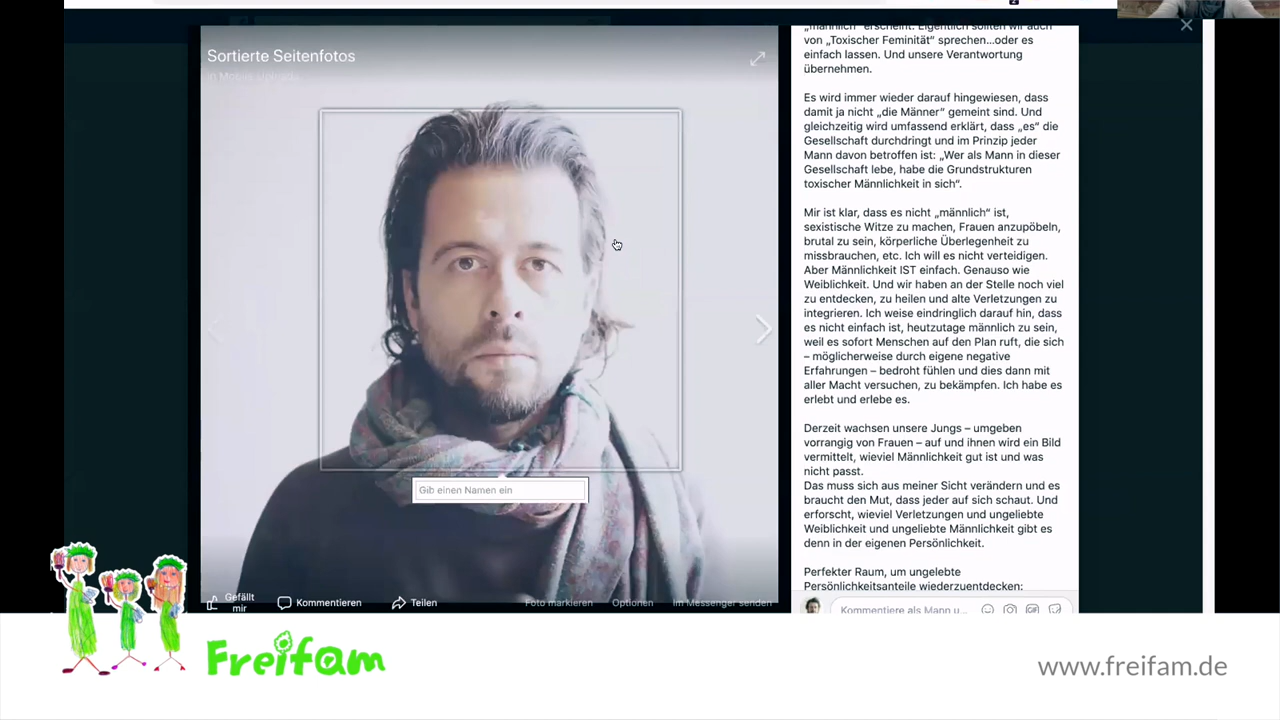 Sortierte Seitenfotos
in Mobile Uploads
„männlich“ erscheint. Eigentlich sollten wir auch
von „Toxischer Feminität“ sprechen...oder es
einfach lassen. Und unsere Verantwortung
übernehmen.
Es wird immer wieder darauf hingewiesen, dass
damit ja nicht „die Männer“ gemeint sind. Und
gleichzeitig wird umfassend erklärt, dass „es“ die
Gesellschaft durchdringt und im Prinzip jeder
Mann davon betroffen ist: „Wer als Mann in dieser
Gesellschaft lebe, habe die Grundstrukturen
toxischer Männlichkeit in sich“.
Mir ist klar, dass es nicht „männlich“ ist,
sexistische Witze zu machen, Frauen anzupöbeln,
brutal zu sein, körperliche Überlegenheit zu
missbrauchen, etc. Ich will es nicht verteidigen.
Aber Männlichkeit IST einfach. Genauso wie
Weiblichkeit. Und wir haben an der Stelle noch viel
zu entdecken, zu heilen und alte Verletzungen zu
integrieren. Ich weise eindringlich darauf hin, dass
es nicht einfach ist, heutzutage männlich zu sein,
weil es sofort Menschen auf den Plan ruft, die sich
– möglicherweise durch eigene negative
Erfahrungen – bedroht fühlen und dies dann mit
aller Macht versuchen, zu bekämpfen. Ich habe es
erlebt und erlebe es.
Derzeit wachsen unsere Jungs – umgeben
vorrangig von Frauen – auf und ihnen wird ein Bild
vermittelt, wieviel Männlichkeit gut ist und was
nicht passt.
Das muss sich aus meiner Sicht verändern und es
braucht den Mut, dass jeder auf sich schaut. Und
erforscht, wieviel Verletzungen und ungeliebte
Weiblichkeit und ungeliebte Männlichkeit gibt es
denn in der eigenen Persönlichkeit.
Perfekter Raum, um ungelebte
Persönlichkeitsanteile wiederzuentdecken:
Gib einen Namen ein
Gefällt
mir
Kommentieren
Teilen
Foto markieren
Optionen
Im Messenger senden
Kommentiere als Mann u...
GIF
Freifam
www.freifam.de